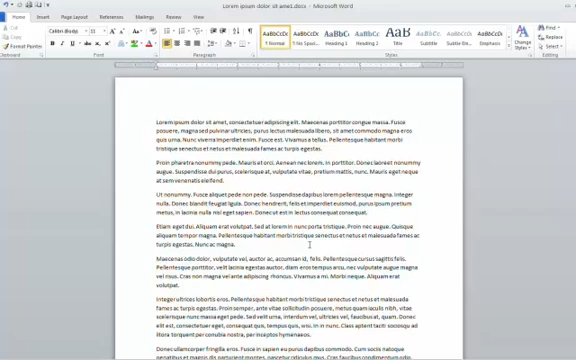 Lorem ipsum dolor sit amet.docx - Microsoft Word
Home Insert Page Layout References Mailings Review View
Cut
Copy
Format Painter
Calibri (Body) 11
Font Paragraph Styles
AaBbCcDc AaBbCcDc AaBbCc AaBbCc AaB AaBbCc AaBbCcDc AaBbCcDc
¶ Normal ¶ No Spaci... Heading 1 Heading 2 Title Subtitle Subtle Em... Emphasis
Change Styles
Find
Replace
Select
Lorem ipsum dolor sit amet, consectetuer adipiscing elit. Maecenas porttitor congue massa. Fusce
posuere, magna sed pulvinar ultricies, purus lectus malesuada libero, sit amet commodo magna eros
quis urna. Nunc viverra imperdiet enim. Fusce est. Vivamus a tellus. Pellentesque habitant morbi
tristique senectus et netus et malesuada fames ac turpis egestas.
Proin pharetra nonummy pede. Mauris et orci. Aenean nec lorem. In porttitor. Donec laoreet nonummy
augue. Suspendisse dui purus, scelerisque at, vulputate vitae, pretium mattis, nunc. Mauris eget neque
at sem venenatis eleifend.
Ut nonummy. Fusce aliquet pede non pede. Suspendisse dapibus lorem pellentesque magna. Integer
nulla. Donec blandit feugiat ligula. Donec hendrerit, felis et imperdiet euismod, purus ipsum pretium
metus, in lacinia nulla nisl eget sapien. Donec ut est in lectus consequat consequat.
Etiam eget dui. Aliquam erat volutpat. Sed at lorem in nunc porta tristique. Proin nec augue. Quisque
aliquam tempor magna. Pellentesque habitant morbi tristique senectus et netus et malesuada fames ac
turpis egestas. Nunc ac magna.
Maecenas odio dolor, vulputate vel, auctor ac, accumsan id, felis. Pellentesque cursus sagittis felis.
Pellentesque porttitor, velit lacinia egestas auctor, diam eros tempus arcu, nec vulputate augue magna
vel risus. Cras non magna vel ante adipiscing rhoncus. Vivamus a mi. Morbi neque. Aliquam erat
volutpat.
Integer ultrices lobortis eros. Pellentesque habitant morbi tristique senectus et netus et malesuada
fames ac turpis egestas. Proin semper, ante vitae sollicitudin posuere, metus quam iaculis nibh, vitae
scelerisque nunc massa eget pede. Sed velit urna, interdum vel, ultricies vel, faucibus at, quam. Donec
elit est, consectetuer eget, consequat quis, tempus quis, wisi. In in nunc. Class aptent taciti sociosqu ad
litora torquent per conubia nostra, per inceptos hymenaeos.
Donec ullamcorper fringilla eros. Fusce in sapien eu purus dapibus commodo. Cum sociis natoque